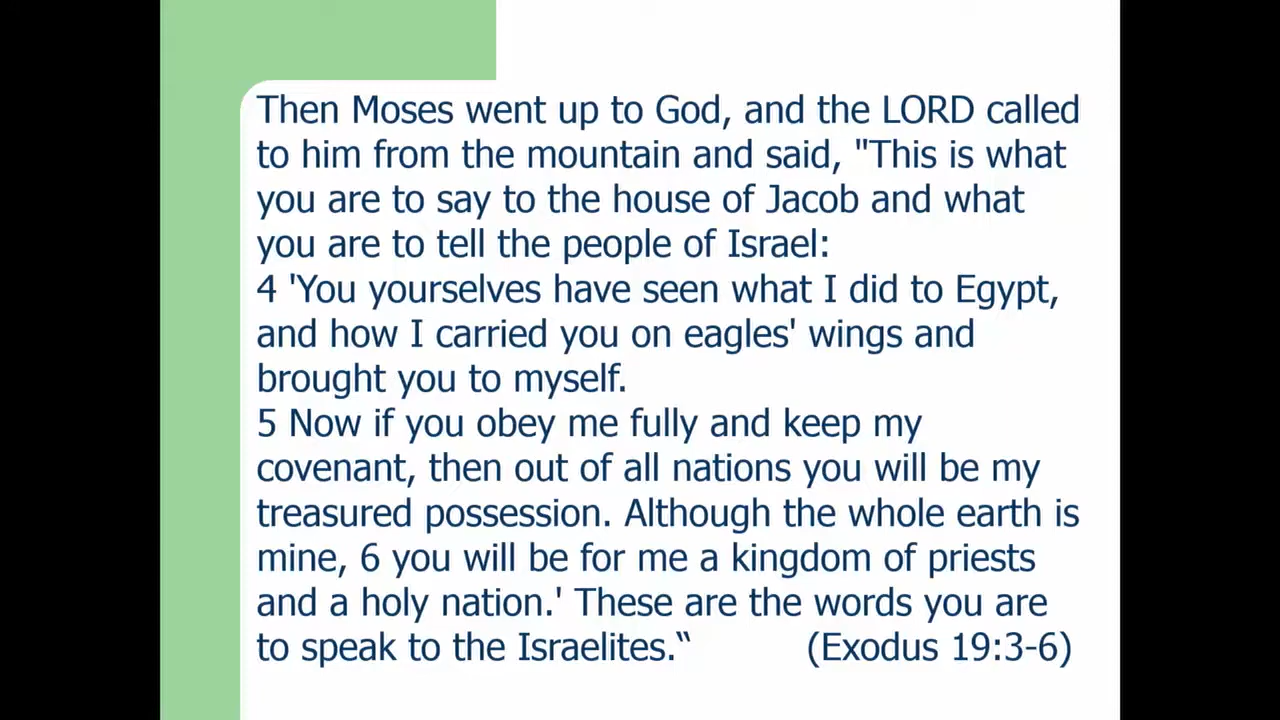 Then Moses went up to God, and the LORD called
to him from the mountain and said, "This is what
you are to say to the house of Jacob and what
you are to tell the people of Israel:
4 'You yourselves have seen what I did to Egypt,
and how I carried you on eagles' wings and
brought you to myself.
5 Now if you obey me fully and keep my
covenant, then out of all nations you will be my
treasured possession. Although the whole earth is
mine, 6 you will be for me a kingdom of priests
and a holy nation.' These are the words you are
to speak to the Israelites.“ (Exodus 19:3-6)